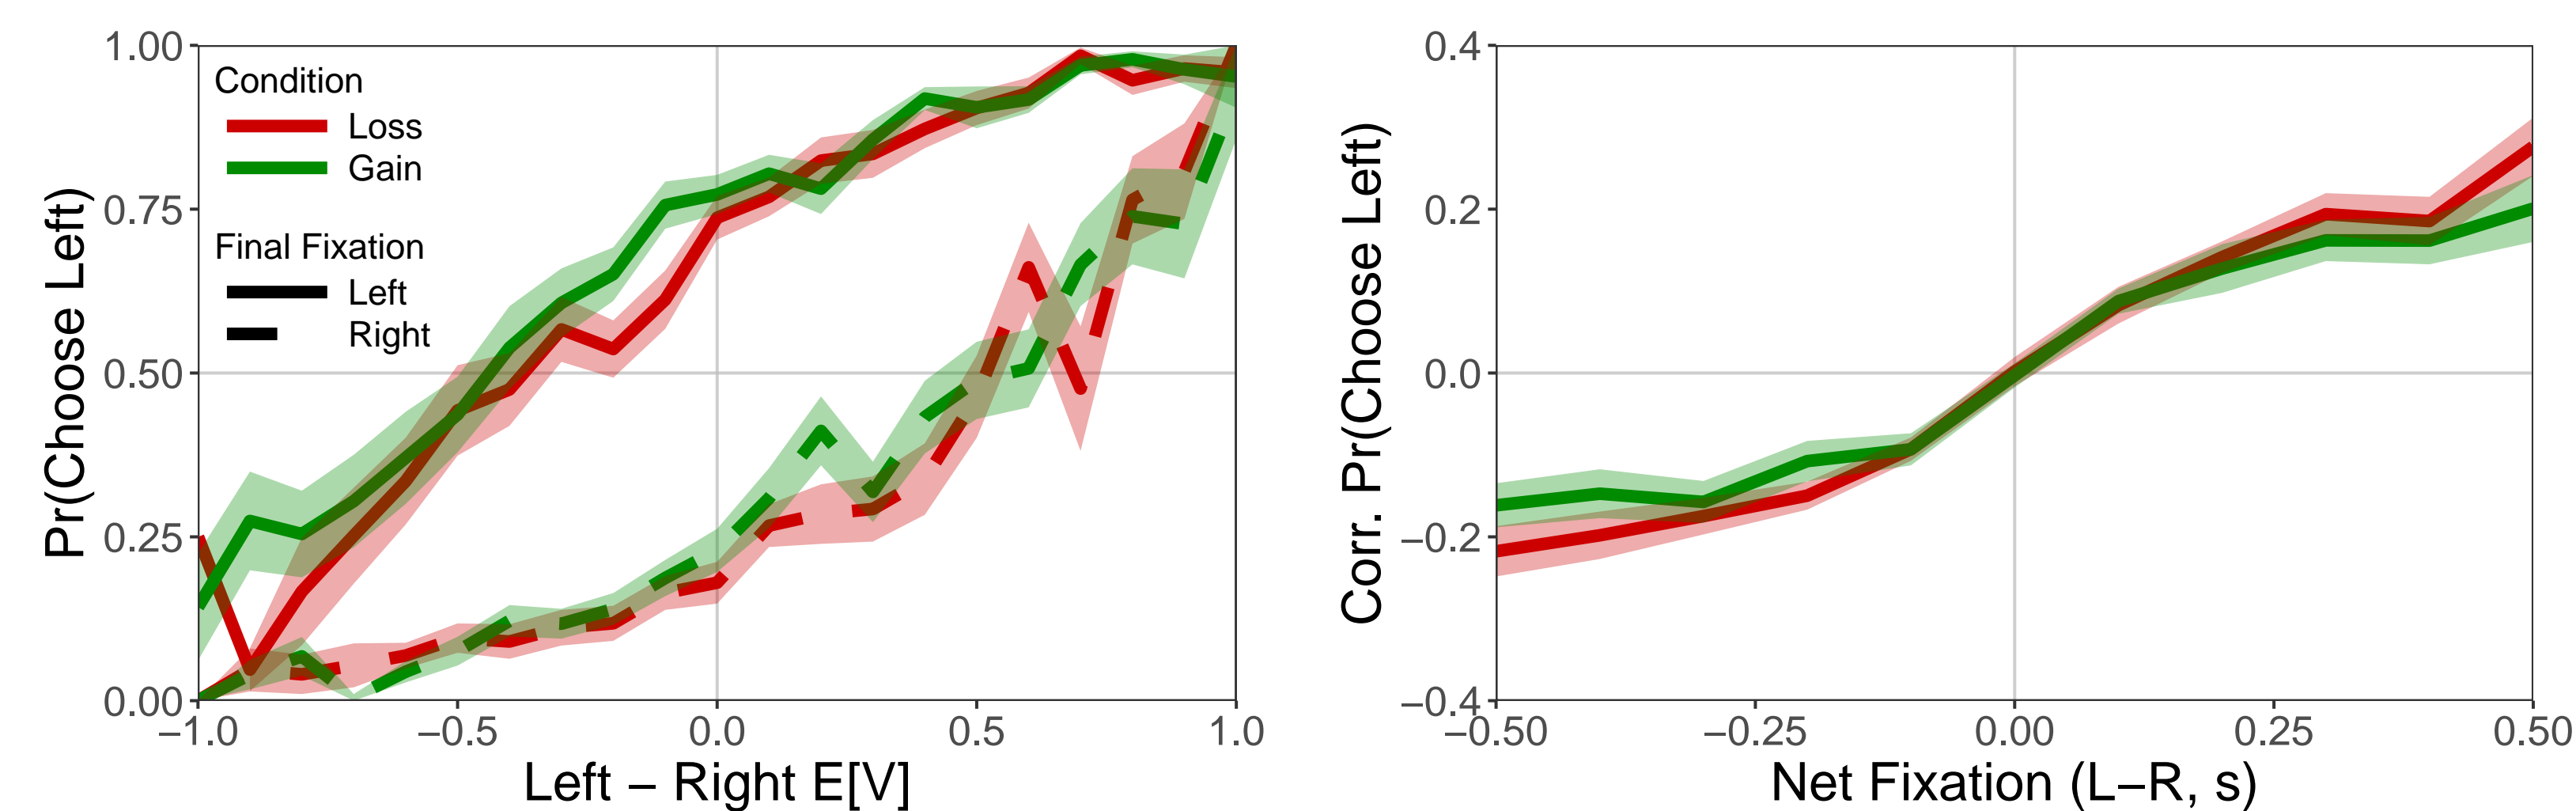 Pr(Choose Left)
1.00
0.75
0.50
0.25
0.00
Condition
Loss
Gain
Final Fixation
Left
Right
−1.0 −0.5 0.0 0.5 1.0
Left − Right E[V]
Corr. Pr(Choose Left)
0.4
0.2
0.0
−0.2
−0.4
−0.50 −0.25 0.00 0.25 0.50
Net Fixation (L−R, s)